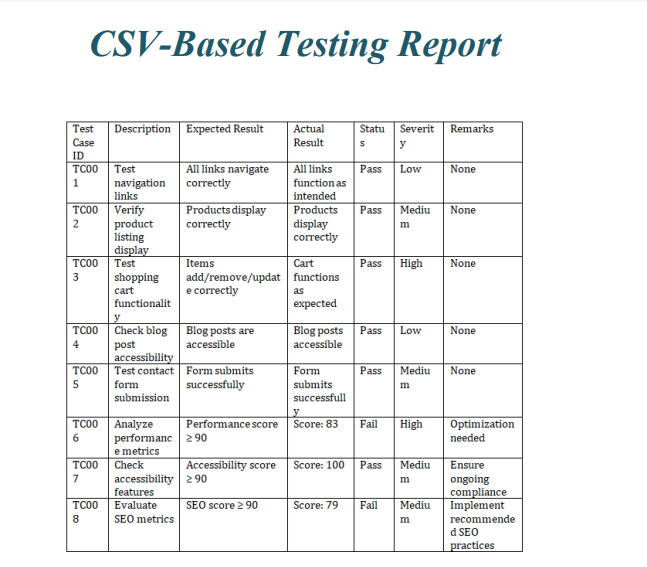 CSV-Based Testing Report
Test Case ID | Description | Expected Result | Actual Result | Status | Severity | Remarks
TC001 | Test navigation links | All links navigate correctly | All links function as intended | Pass | Low | None
TC002 | Verify product listing display | Products display correctly | Products display correctly | Pass | Medium | None
TC003 | Test shopping cart functionality | Items add/remove/update correctly | Cart functions as expected | Pass | High | None
TC004 | Check blog post accessibility | Blog posts are accessible | Blog posts accessible | Pass | Low | None
TC005 | Test contact form submission | Form submits successfully | Form submits successfully | Pass | Medium | None
TC006 | Analyze performance metrics | Performance score ≥ 90 | Score: 83 | Fail | High | Optimization needed
TC007 | Check accessibility features | Accessibility score ≥ 90 | Score: 100 | Pass | Medium | Ensure ongoing compliance
TC008 | Evaluate SEO metrics | SEO score ≥ 90 | Score: 79 | Fail | Medium | Implement recommended SEO practices